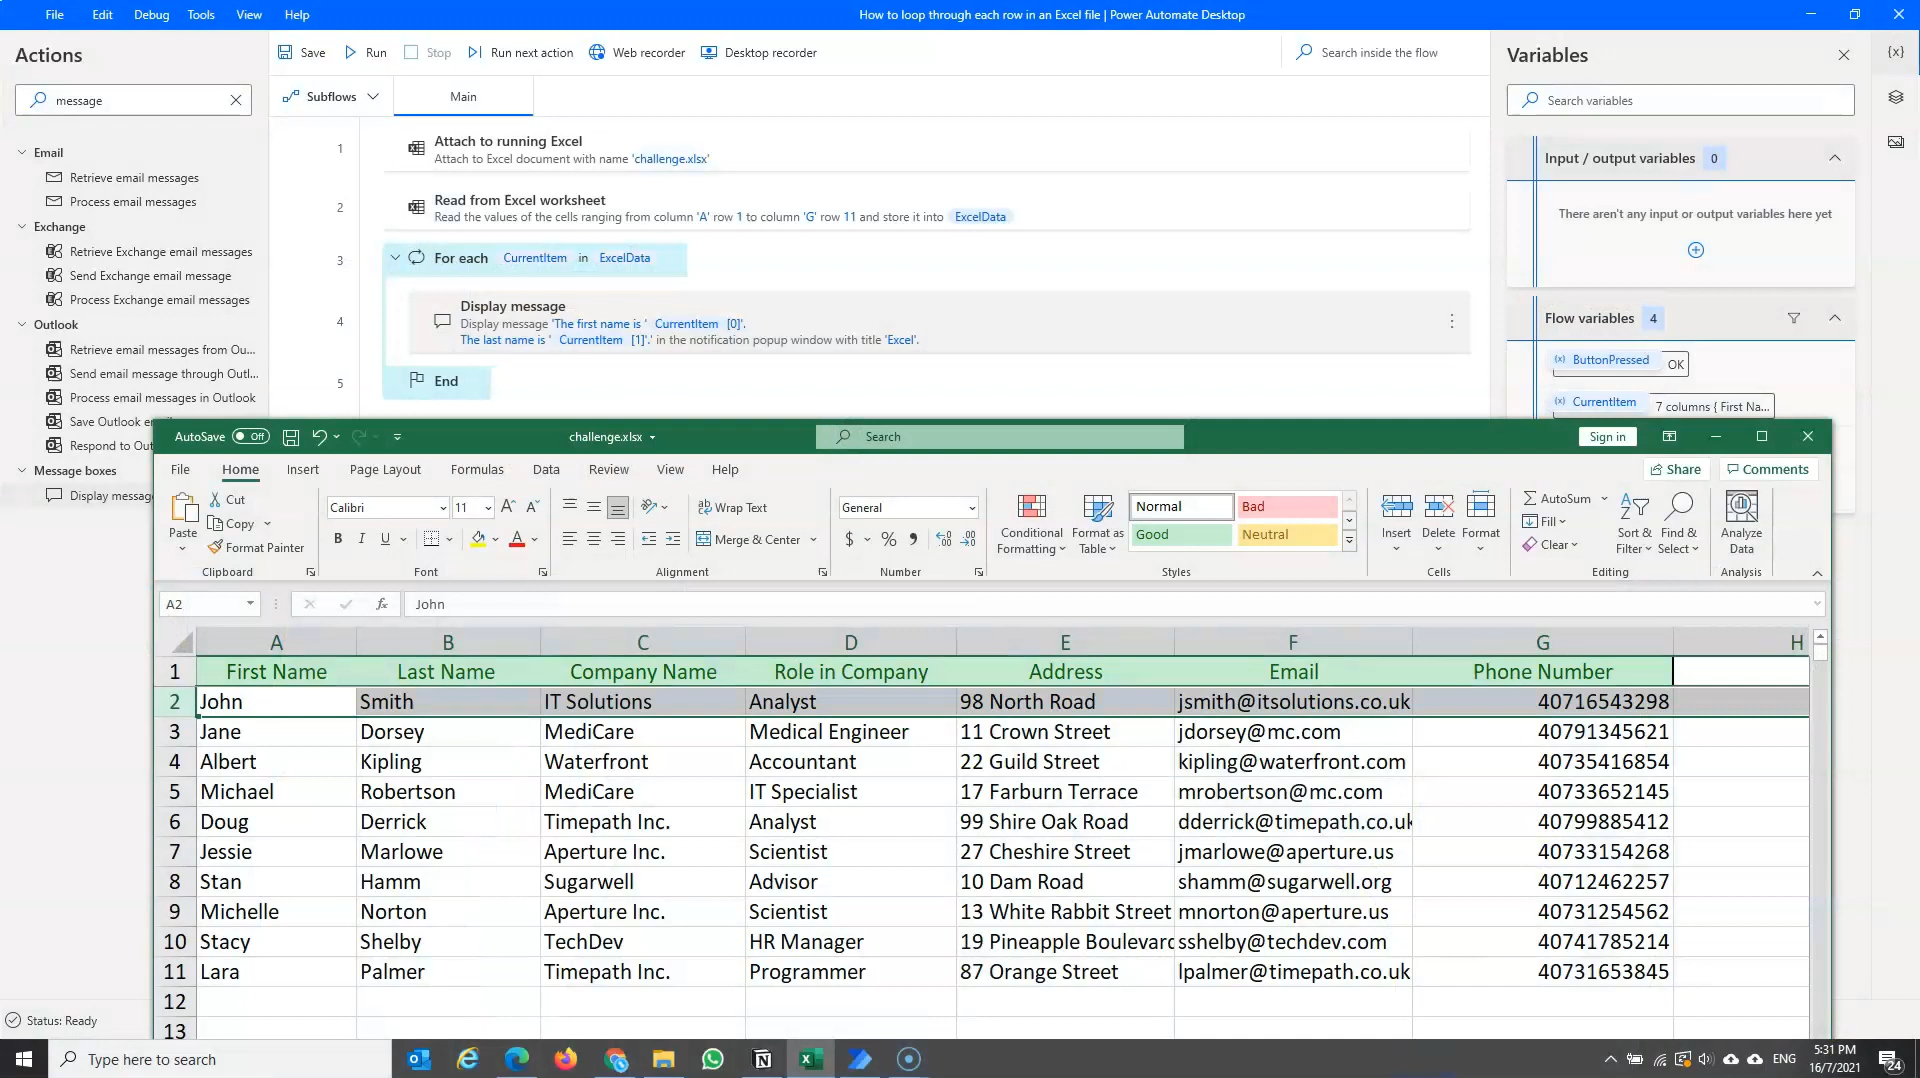 File Edit Debug Tools View Help
How to loop through each row in an Excel file | Power Automate Desktop
Actions
message
Email
Retrieve email messages
Process email messages
Exchange
Retrieve Exchange email messages
Send Exchange email message
Process Exchange email messages
Outlook
Retrieve email messages from Ou...
Send email message through Outl...
Process email messages in Outlook
Save Outlook e
Respond to Out
Message boxes
Display messag
Status: Ready
Save Run Stop Run next action Web recorder Desktop recorder
Search inside the flow
Subflows Main
1 Attach to running Excel
Attach to Excel document with name 'challenge.xlsx'
2 Read from Excel worksheet
Read the values of the cells ranging from column 'A' row 1 to column 'G' row 11 and store it into ExcelData
3 For each CurrentItem in ExcelData
4 Display message
Display message 'The first name is ' CurrentItem [0]'.
The last name is ' CurrentItem [1]'.' in the notification popup window with title 'Excel'.
5 End
Variables
{x}
Search variables
Input / output variables 0
There aren't any input or output variables here yet
Flow variables 4
(x) ButtonPressed OK
(x) CurrentItem 7 columns { First Na...
AutoSave Off
challenge.xlsx
Search
Sign in
File Home Insert Page Layout Formulas Data Review View Help
Share Comments
Paste
Cut
Copy
Format Painter
Clipboard
Calibri 11
B I U
Font
Wrap Text
Merge & Center
Alignment
General
$ % 
Number
Conditional Formatting
Format as Table
Normal Bad
Good Neutral
Styles
Insert Delete Format
Cells
AutoSum
Fill
Clear
Sort & Filter
Find & Select
Editing
Analyze Data
Analysis
A2 fx John
A B C D E F G H
1 First Name Last Name Company Name Role in Company Address Email Phone Number
2 John Smith IT Solutions Analyst 98 North Road jsmith@itsolutions.co.uk 40716543298
3 Jane Dorsey MediCare Medical Engineer 11 Crown Street jdorsey@mc.com 40791345621
4 Albert Kipling Waterfront Accountant 22 Guild Street kipling@waterfront.com 40735416854
5 Michael Robertson MediCare IT Specialist 17 Farburn Terrace mrobertson@mc.com 40733652145
6 Doug Derrick Timepath Inc. Analyst 99 Shire Oak Road dderrick@timepath.co.uk 40799885412
7 Jessie Marlowe Aperture Inc. Scientist 27 Cheshire Street jmarlowe@aperture.us 40733154268
8 Stan Hamm Sugarwell Advisor 10 Dam Road shamm@sugarwell.org 40712462257
9 Michelle Norton Aperture Inc. Scientist 13 White Rabbit Street mnorton@aperture.us 40731254562
10 Stacy Shelby TechDev HR Manager 19 Pineapple Boulevard sshelby@techdev.com 40741785214
11 Lara Palmer Timepath Inc. Programmer 87 Orange Street lpalmer@timepath.co.uk 40731653845
12
13
Type here to search
ENG
5:31 PM
16/7/2021
24